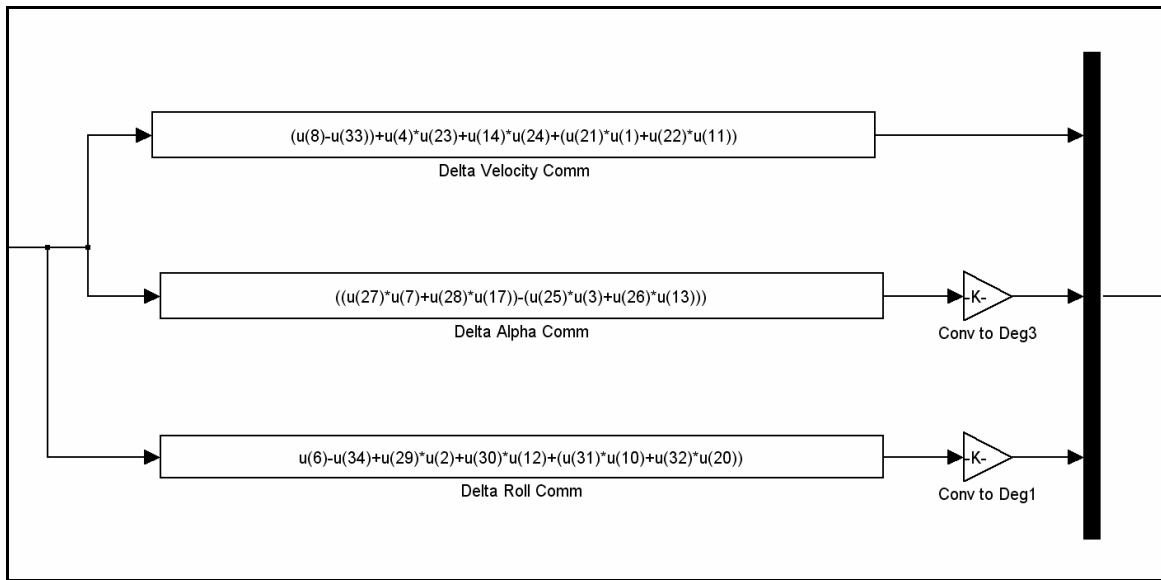 (u(8)-u(33))+u(4)*u(23)+u(14)*u(24)+(u(21)*u(1)+u(22)*u(11))
Delta Velocity Comm
((u(27)*u(7)+u(28)*u(17))-(u(25)*u(3)+u(26)*u(13)))
-K-
Delta Alpha Comm
Conv to Deg3
u(6)-u(34)+u(29)*u(2)+u(30)*u(12)+(u(31)*u(10)+u(32)*u(20))
-K-
Delta Roll Comm
Conv to Deg1